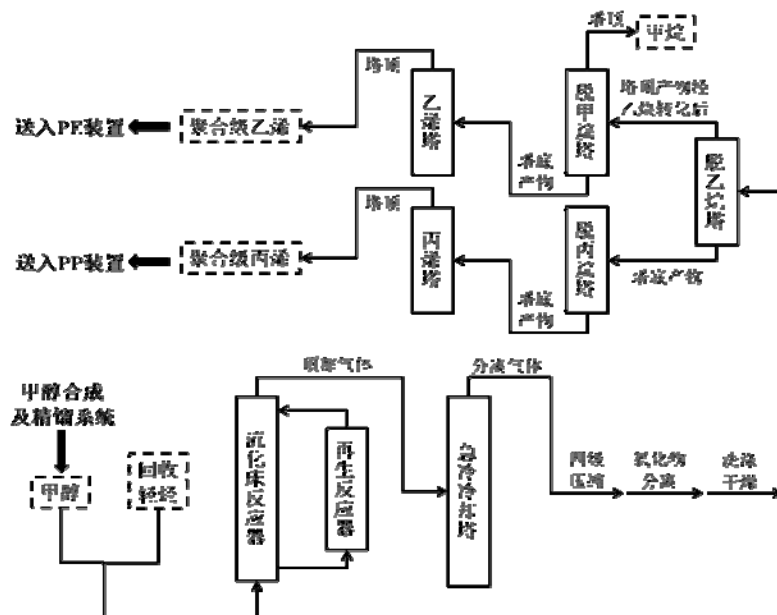 塔顶
甲烷
塔顶
乙烯塔
脱甲烷塔
塔顶产物经
乙炔转化后
送入PE装置
聚合级乙烯
塔底
产物
脱乙烷塔
塔顶
丙烯塔
脱丙烷塔
送入PP装置
聚合级丙烯
塔底产物
塔底
产物
顶部气体
分离气体
甲醇合成
及精馏系统
流化床反应器
再生反应器
急冷冷却塔
甲醇
回收
轻烃
四级
压缩
氧化物
分离
洗涤
干燥